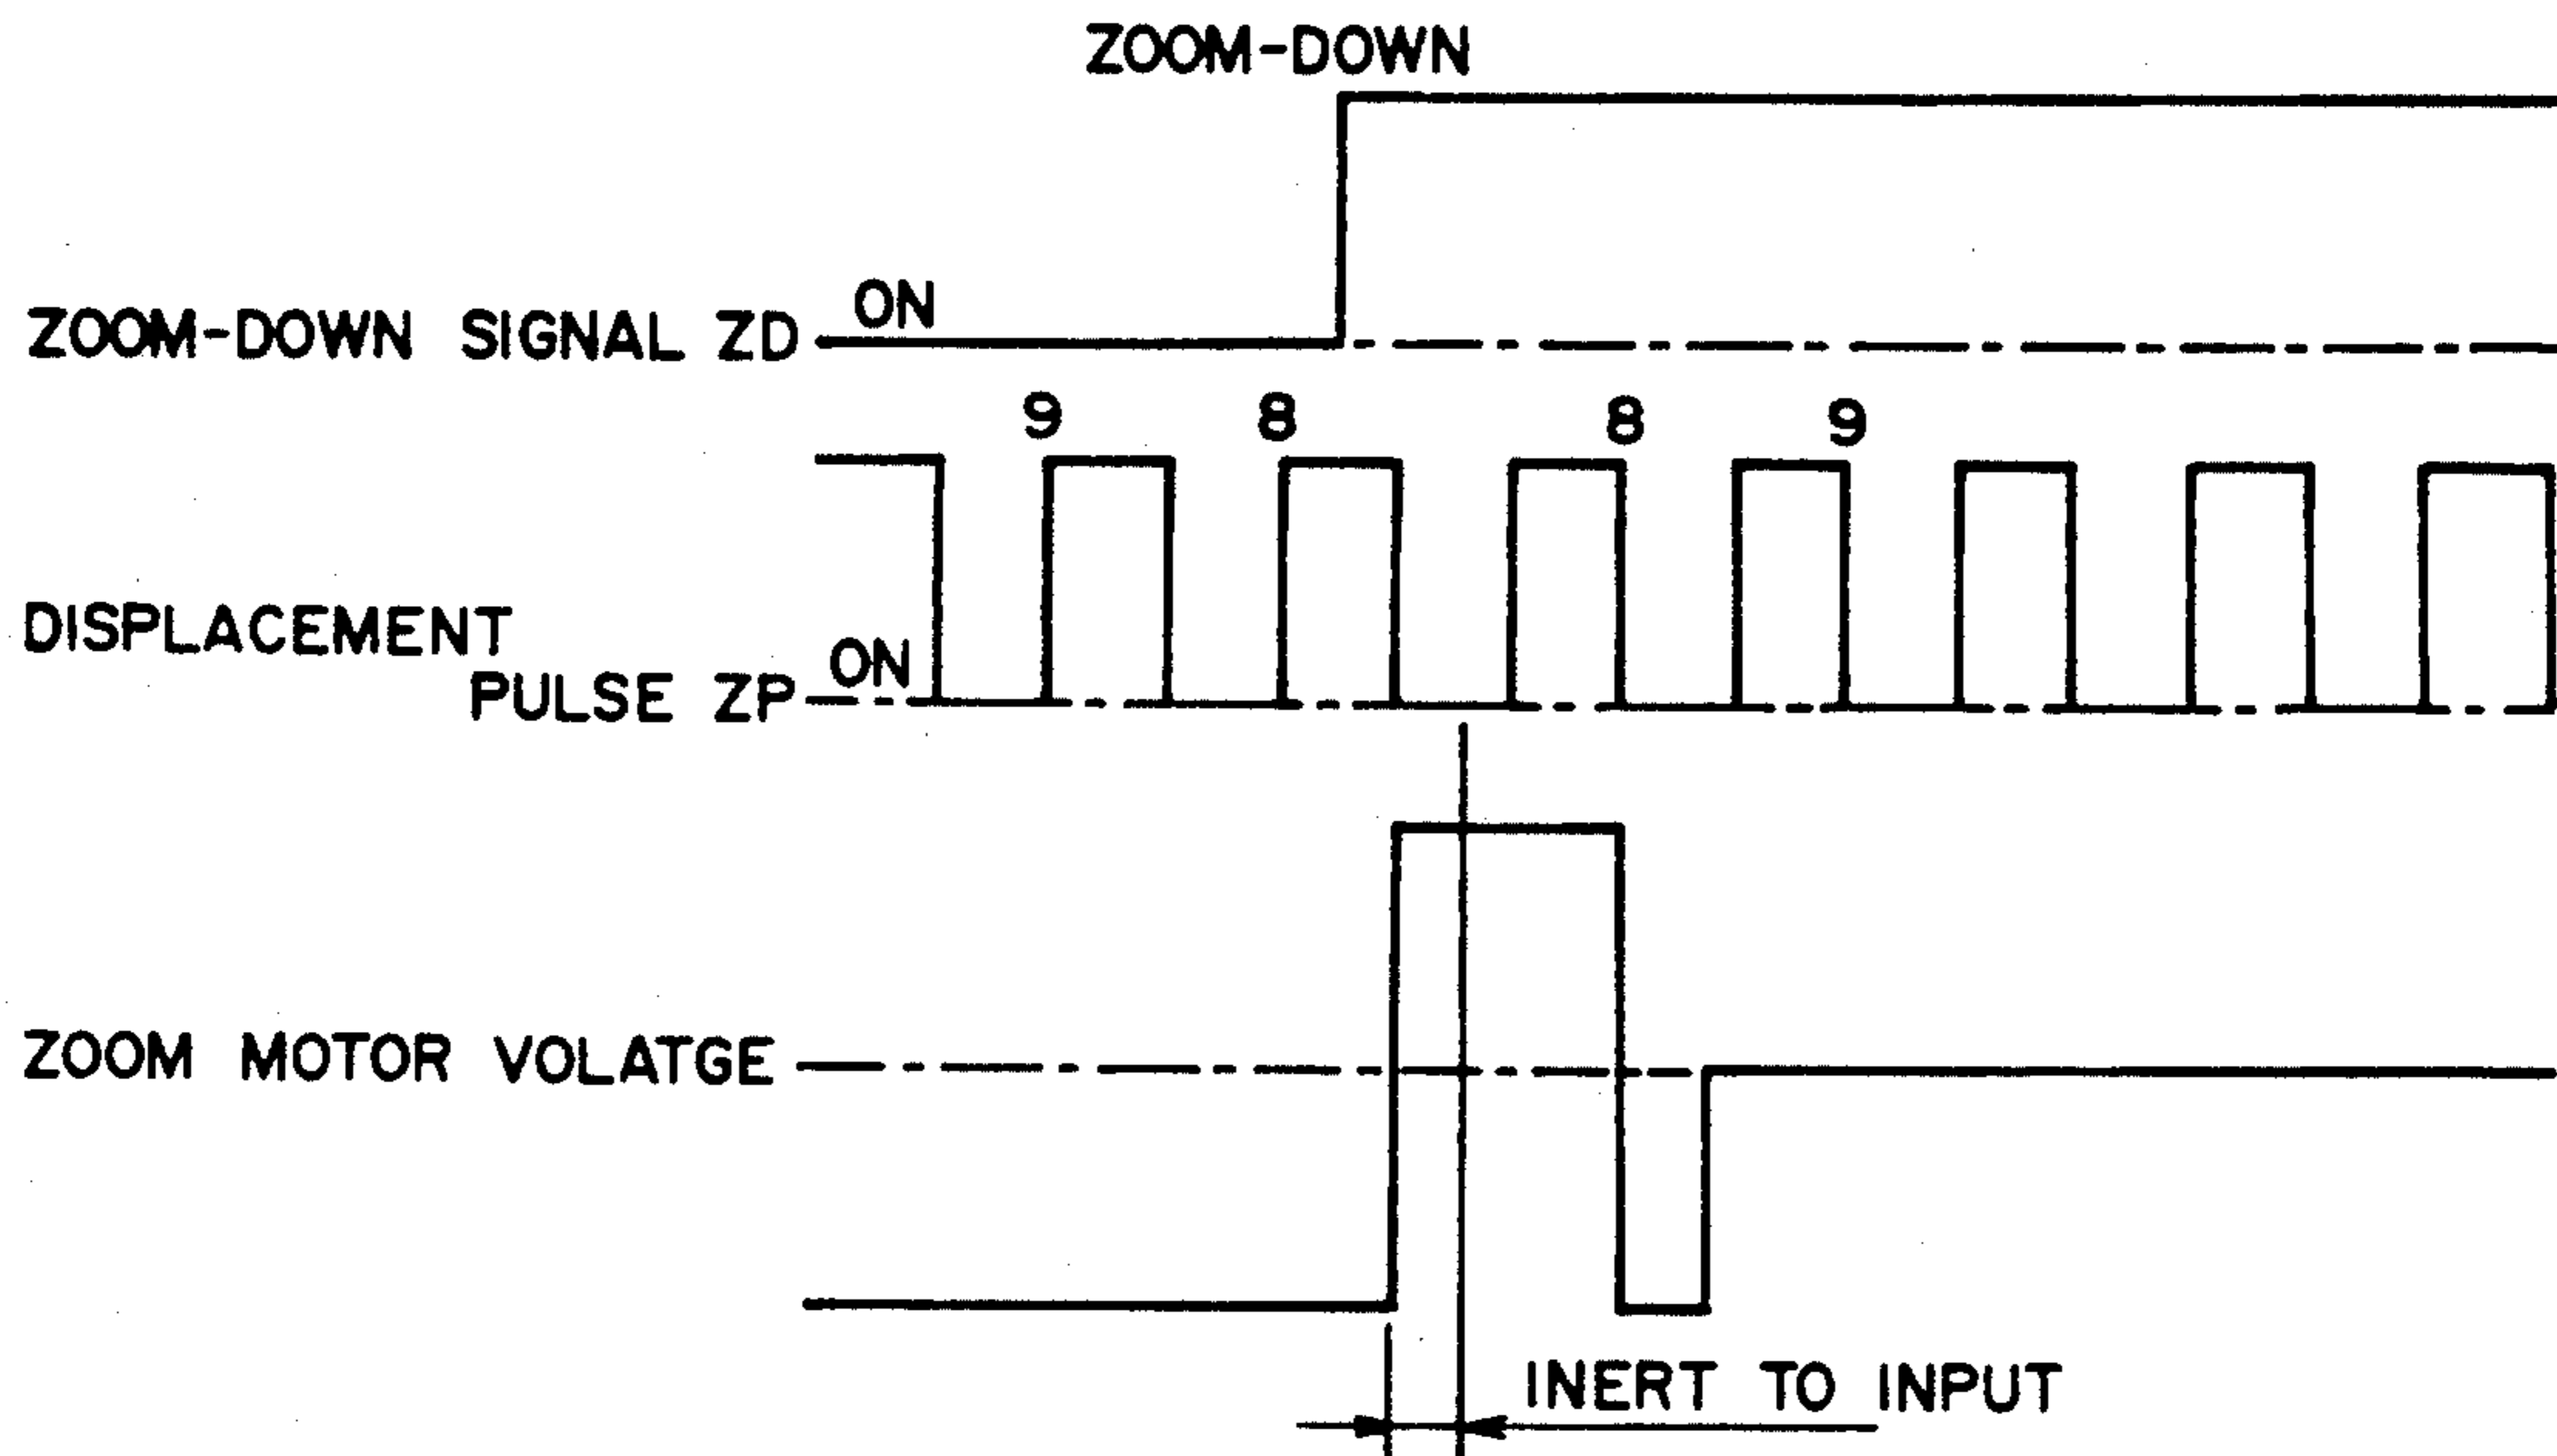 ZOOM-DOWN
ZOOM-DOWN SIGNAL ZD
ON
9 8 8 9
DISPLACEMENT
PULSE ZP
ON
ZOOM MOTOR VOLATGE
INERT TO INPUT